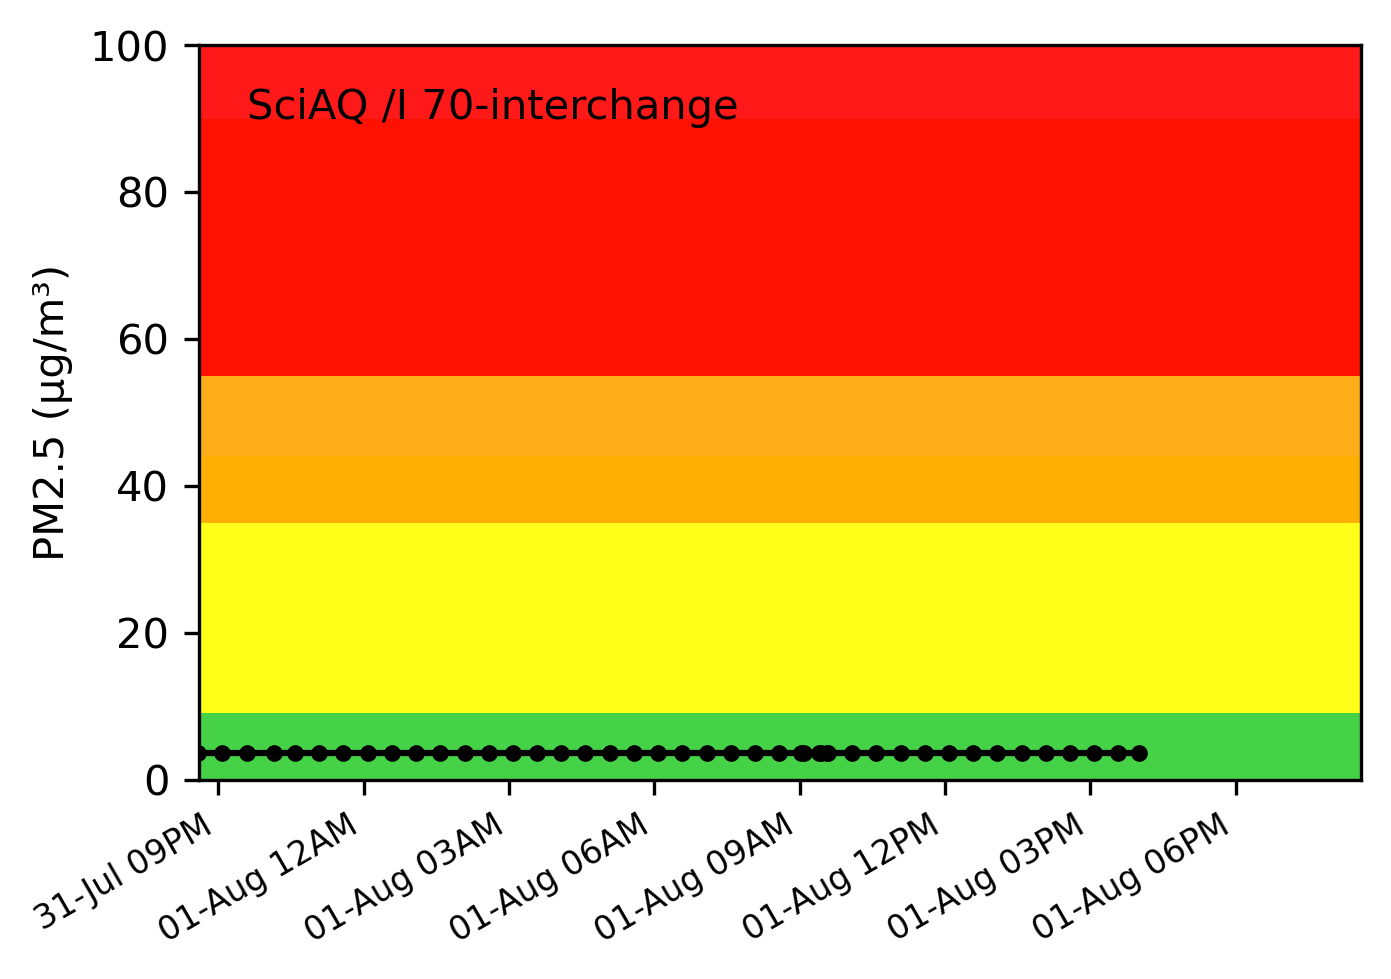 100
SciAQ /I 70-interchange
80
60
40
20
0
PM2.5 (µg/m³)
31-Jul 09PM
01-Aug 12AM
01-Aug 03AM
01-Aug 06AM
01-Aug 09AM
01-Aug 12PM
01-Aug 03PM
01-Aug 06PM